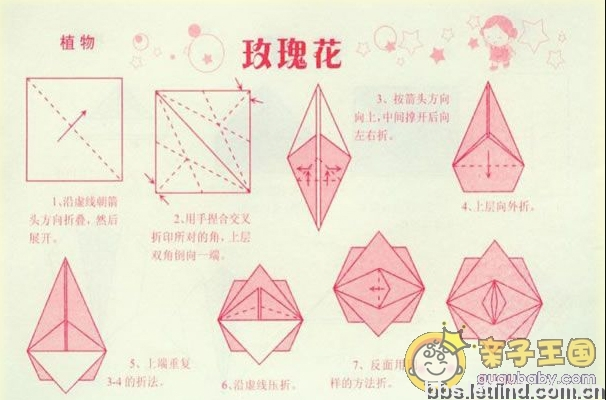 植物
玫瑰花
1、沿虚线朝箭
头方向折叠，然后
展开。
2、用手捏合交叉
折印所对的角，上层
双角倒向一端。
3、按箭头方向
向上，中间撑开后向
左右折。
4、上层向外折。
5、上端重复
3-4的折法。
6、沿虚线压折。
7、反面用
样的方法折。
亲子王国
gugubaby.com
bbs.letfind.com.cn